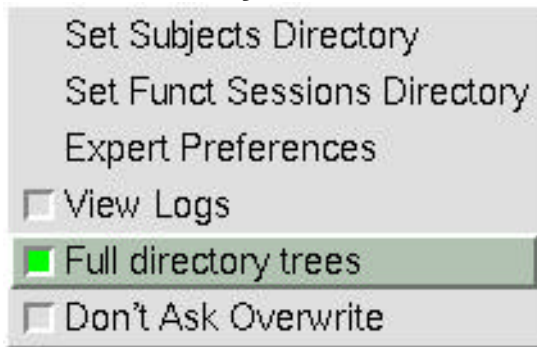 Set Subjects Directory
Set Funct Sessions Directory
Expert Preferences
View Logs
Full directory trees
Don't Ask Overwrite